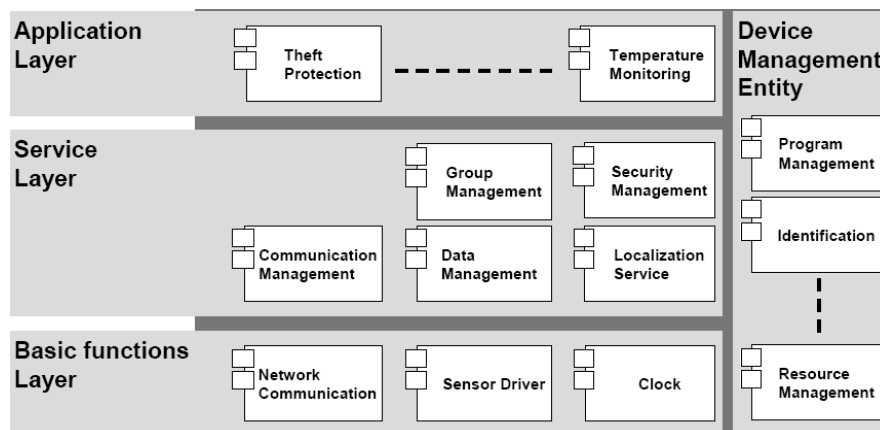 Application
Layer
Theft
Protection
Temperature
Monitoring
Device
Management
Entity
Service
Layer
Group
Management
Security
Management
Communication
Management
Data
Management
Localization
Service
Program
Management
Identification
Basic functions
Layer
Network
Communication
Sensor Driver
Clock
Resource
Management